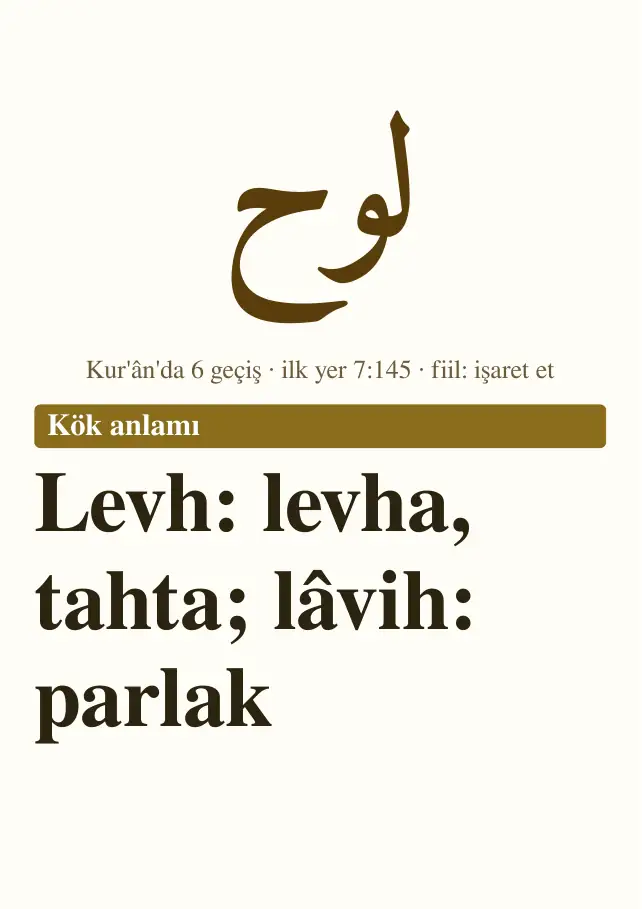 لوح
Kur'ân'da 6 geçiş · ilk yer 7:145 · fiil: işaret et
Kök anlamı
Levh: levha,
tahta; lâvih:
parlak